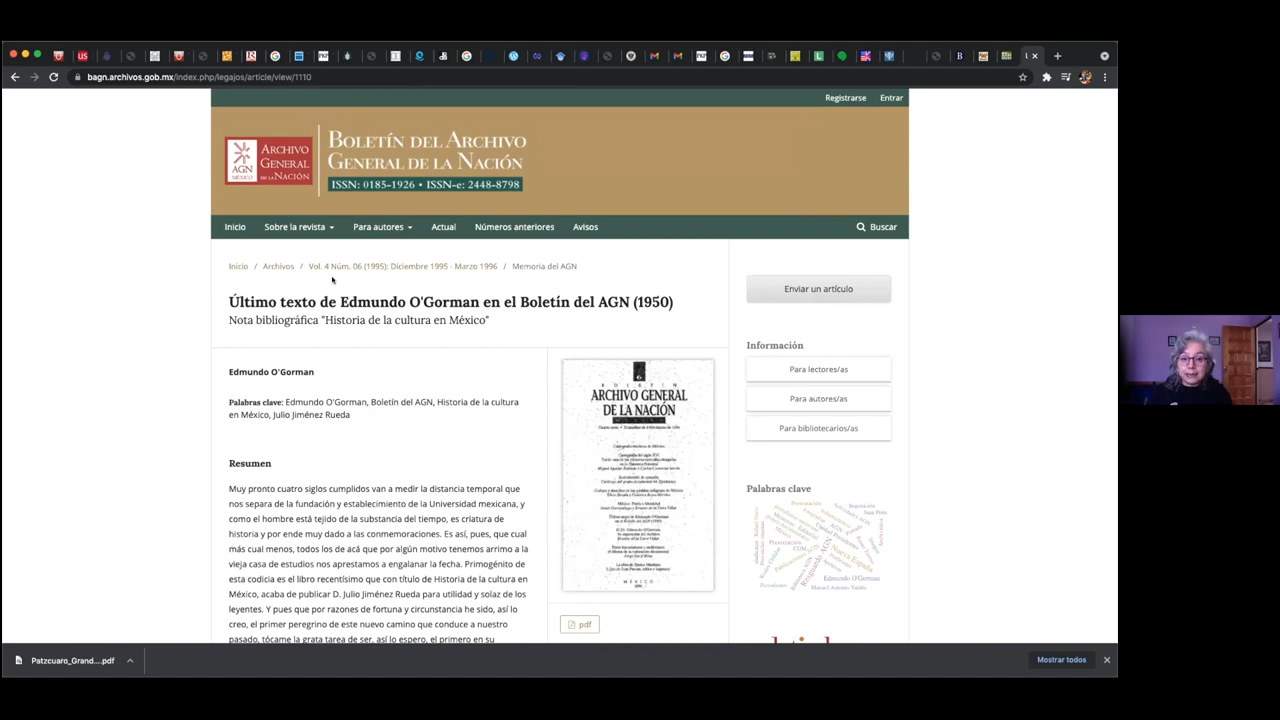 bagn.archivos.gob.mx/index.php/legajos/article/view/1110
Registrarse Entrar
AGN
MÉXICO
ARCHIVO
GENERAL
DE LA NACIÓN
BOLETÍN DEL ARCHIVO
GENERAL DE LA NACIÓN
ISSN: 0185-1926 • ISSN-e: 2448-8798
Inicio Sobre la revista Para autores Actual Números anteriores Avisos Buscar
Inicio / Archivos / Vol. 4 Núm. 06 (1995): Diciembre 1995 - Marzo 1996 / Memoria del AGN
Último texto de Edmundo O'Gorman en el Boletín del AGN (1950)
Nota bibliográfica "Historia de la cultura en México"
Edmundo O'Gorman
Palabras clave: Edmundo O'Gorman, Boletín del AGN, Historia de la cultura
en México, Julio Jiménez Rueda
Resumen
Muy pronto cuatro siglos cumplidos van a medir la distancia temporal que
nos separa de la fundación y establecimiento de la Universidad mexicana, y
como el hombre está tejido de la substancia del tiempo, es criatura de
historia y por ende muy dado a las conmemoraciones. Es así, pues, que cual
más cual menos, todos los de acá que por algún motivo tenemos arrimo a la
vieja casa de estudios nos aprestamos a engalanar la fecha. Primogénito de
esta codicia es el libro recentísimo que con título de Historia de la cultura en
México, acaba de publicar D. Julio Jiménez Rueda para utilidad y solaz de los
leyentes. Y pues que por razones de fortuna y circunstancia he sido, así lo
creo, el primer peregrino de este nuevo camino que conduce a nuestro
pasado, tócame la grata tarea de ser, así lo espero, el primero en su
6
BOLETÍN
ARCHIVO GENERAL
DE LA NACIÓN
MÉXICO
pdf
Enviar un artículo
Información
Para lectores/as
Para autores/as
Para bibliotecarios/as
Palabras clave
Nueva España
Edmundo O'Gorman
Manuel Antonio Valdés
Patzcuaro_Grand....pdf
Mostrar todos